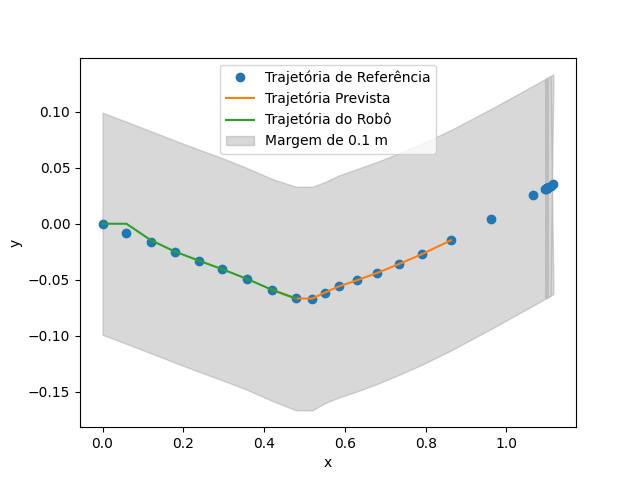 Trajetória de Referência
Trajetória Prevista
Trajetória do Robô
Margem de 0.1 m
0.10
0.05
0.00
−0.05
−0.10
−0.15
y
0.0 0.2 0.4 0.6 0.8 1.0
x